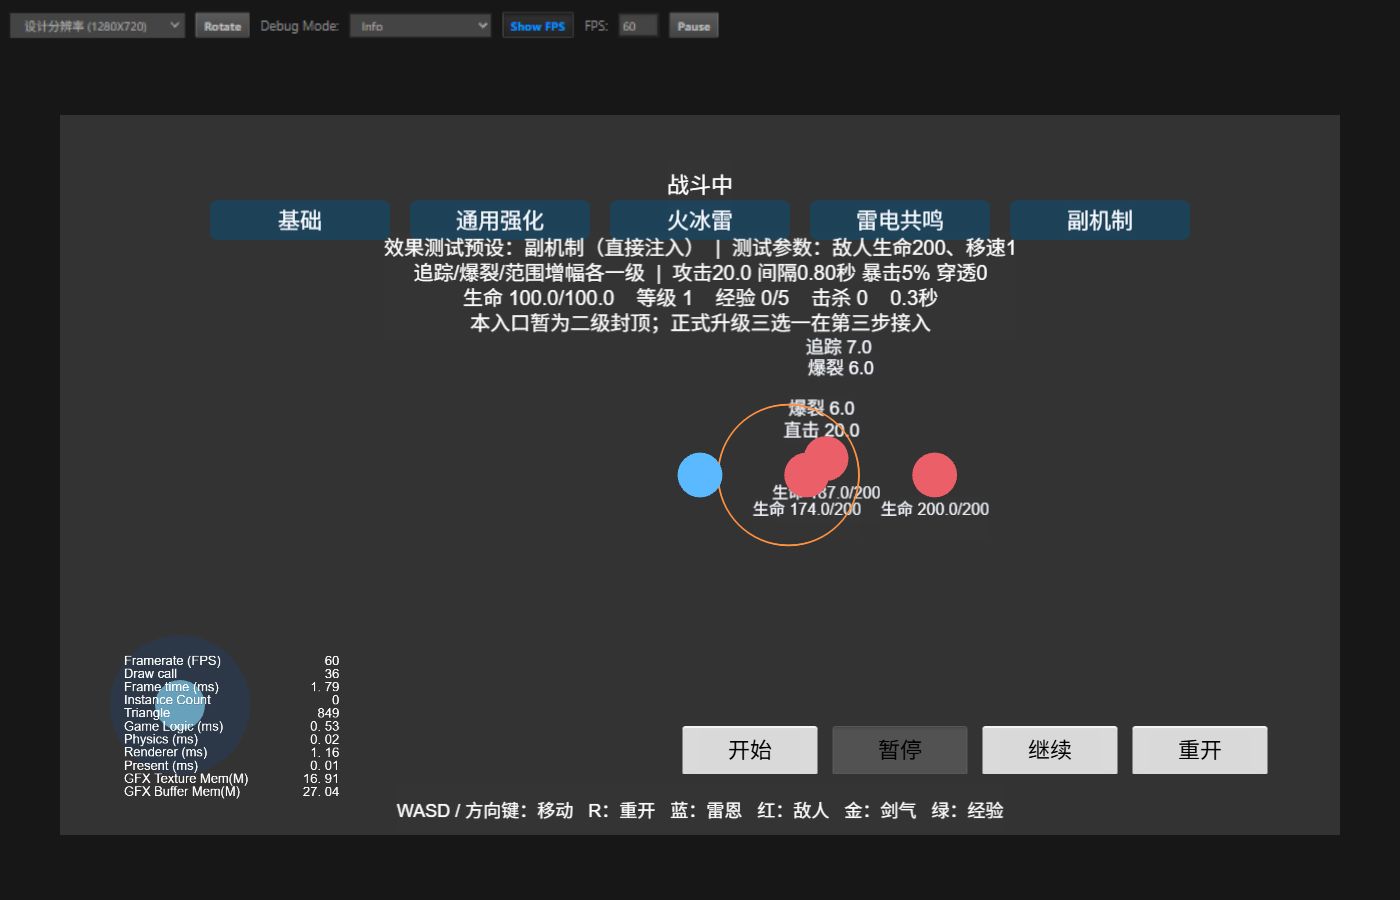 设计分辨率 (1280X720) Rotate Debug Mode: Info Show FPS FPS: 60 Pause
战斗中
基础 通用强化 火冰雷 雷电共鸣 副机制
效果测试预设：副机制（直接注入） | 测试参数：敌人生命200、移速1
追踪/爆裂/范围增幅各一级 | 攻击20.0 间隔0.80秒 暴击5% 穿透0
生命 100.0/100.0 等级 1 经验 0/5 击杀 0 0.3秒
本入口暂为二级封顶；正式升级三选一在第三步接入
追踪 7.0
爆裂 6.0
爆裂 6.0
直击 20.0
生命 187.0/200
生命 174.0/200 生命 200.0/200
Framerate (FPS) 60
Draw call 36
Frame time (ms) 1.79
Instance Count 0
Triangle 849
Game Logic (ms) 0.53
Physics (ms) 0.02
Renderer (ms) 1.16
Present (ms) 0.01
GFX Texture Mem(M) 16.91
GFX Buffer Mem(M) 27.04
开始 暂停 继续 重开
WASD / 方向键：移动 R：重开 蓝：雷恩 红：敌人 金：剑气 绿：经验